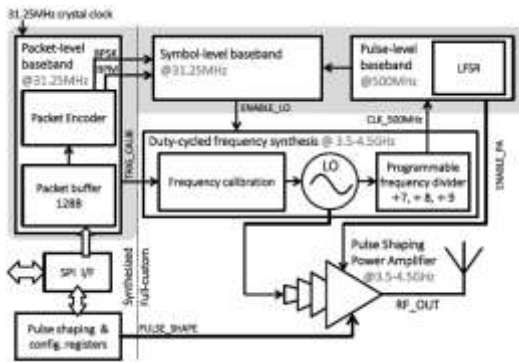 31.25MHz crystal clock
Packet-level
baseband
@31.25MHz
BPSK
BPM
Symbol-level baseband
@31.25MHz
Pulse-level
baseband
@500MHz
LFSR
Packet Encoder
ENABLE_LO
CLK_500MHz
Duty-cycled frequency synthesis @ 3.5-4.5GHz
TRIG_CALIB
ENABLE_PA
Packet buffer
128B
Frequency calibration
LO
Programmable
frequency divider
÷7, ÷ 8, ÷ 9
SPI I/F
Synthesized
Full-custom
Pulse Shaping
Power Amplifier
@3.5-4.5GHz
RF_OUT
Pulse shaping &
config. registers
PULSE_SHAPE